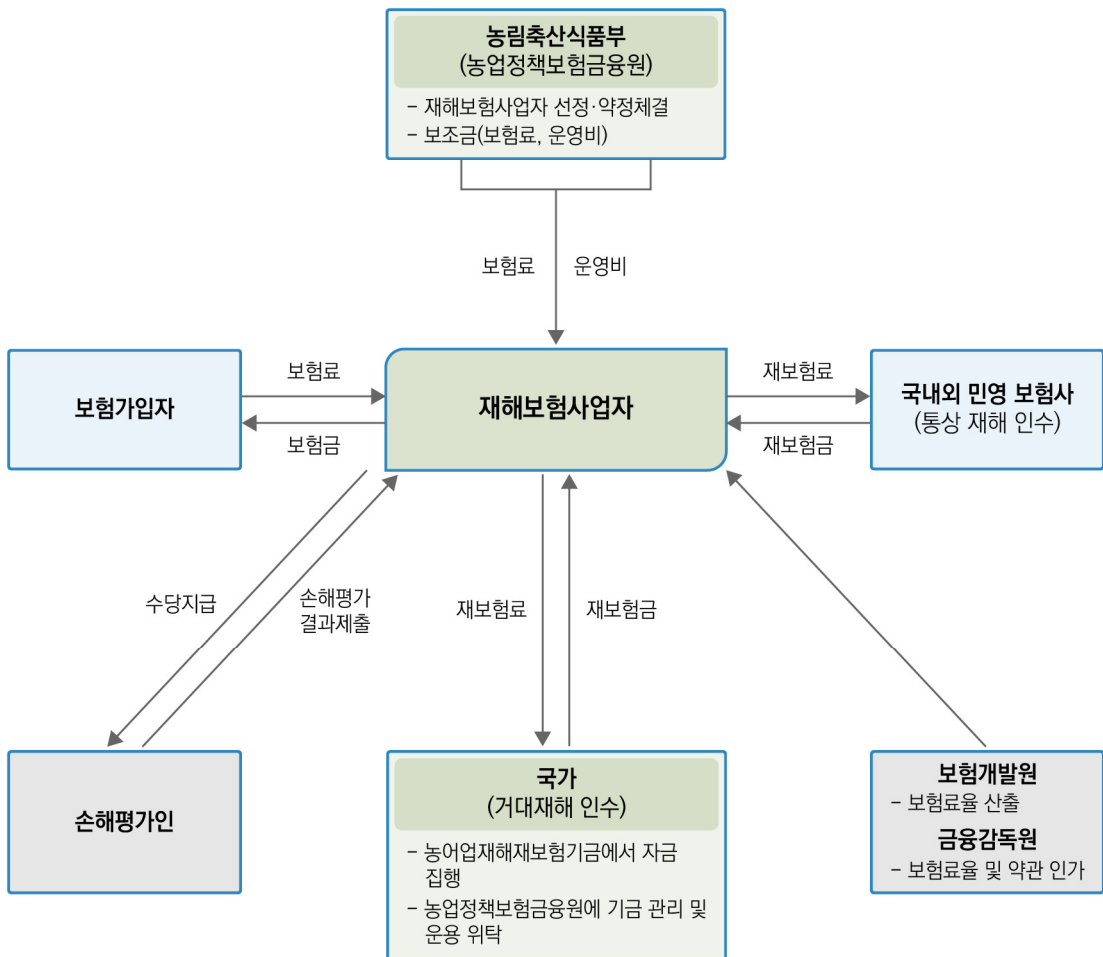 농림축산식품부
(농업정책보험금융원)
- 재해보험사업자 선정·약정체결
- 보조금(보험료, 운영비)
보험료 운영비
보험가입자
보험료
보험금
재해보험사업자
재보험료
재보험금
국내외 민영 보험사
(통상 재해 인수)
수당지급
손해평가
결과제출
재보험료
재보험금
손해평가인
국가
(거대재해 인수)
- 농어업재해재보험기금에서 자금
집행
- 농업정책보험금융원에 기금 관리 및
운용 위탁
보험개발원
- 보험료율 산출
금융감독원
- 보험료율 및 약관 인가